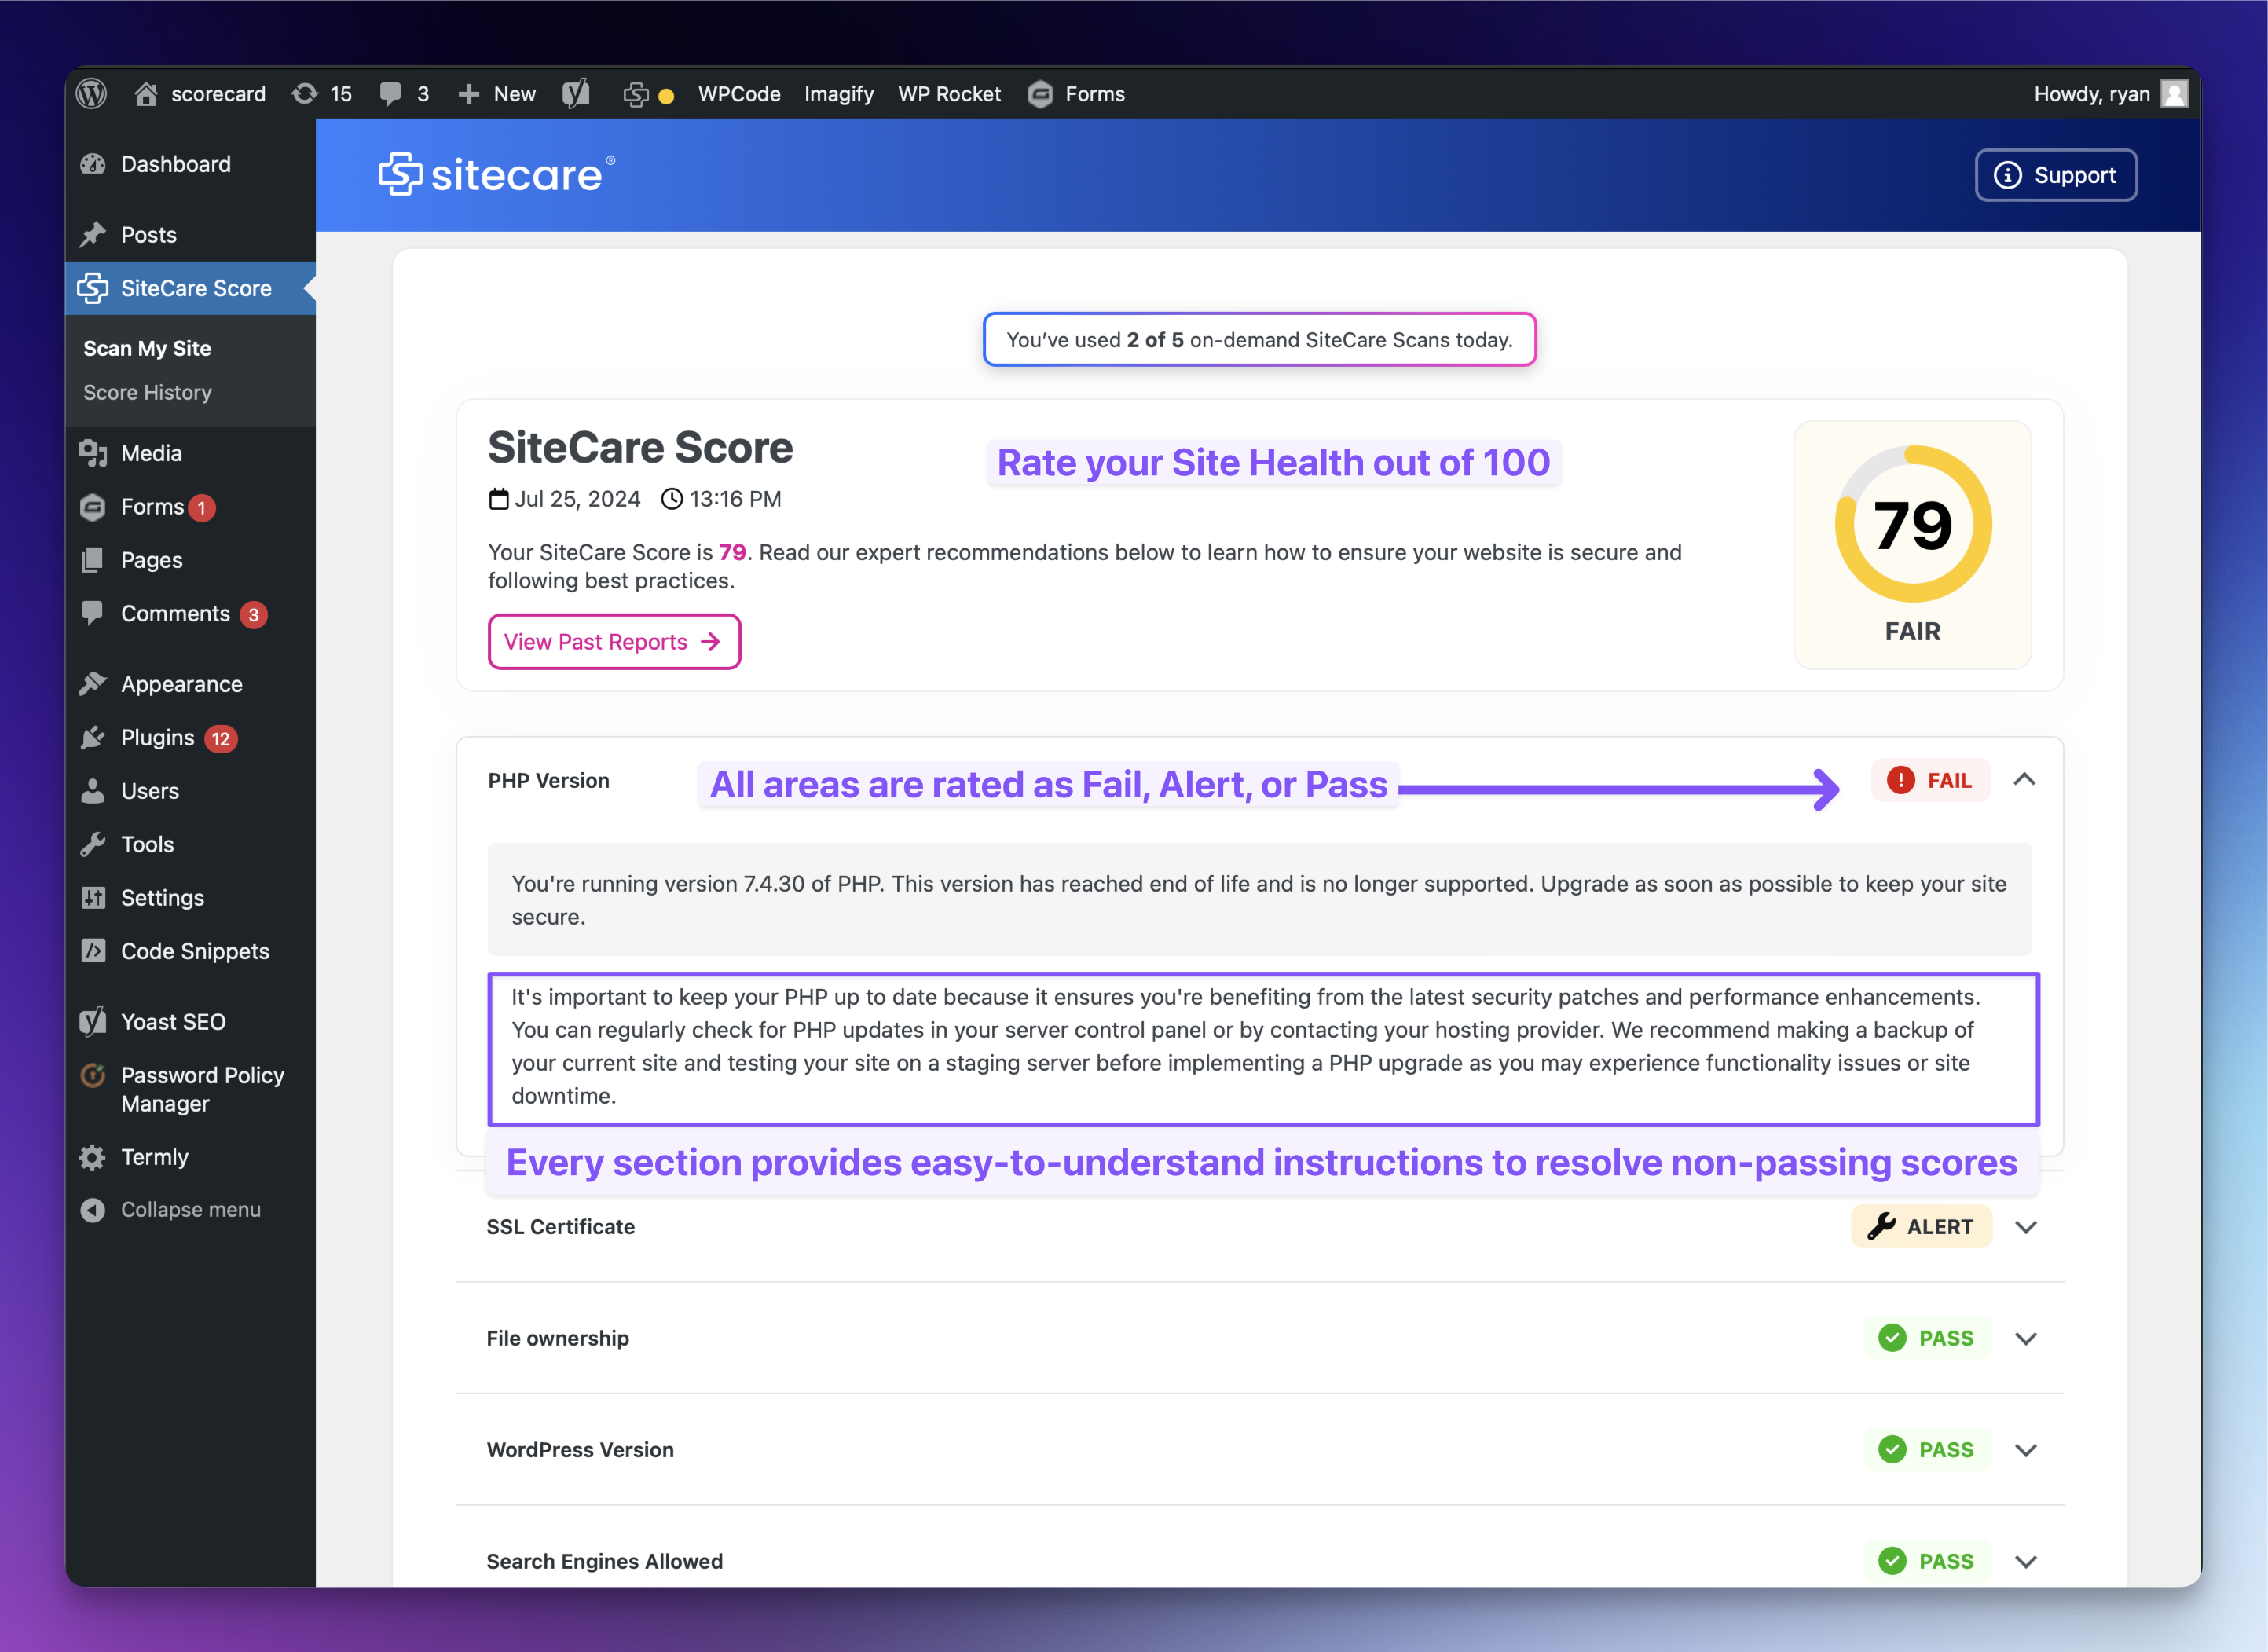 scorecard 15 3 New WPCode Imagify WP Rocket Forms Howdy, ryan
Dashboard
Posts
SiteCare Score
Scan My Site
Score History
Media
Forms 1
Pages
Comments 3
Appearance
Plugins 12
Users
Tools
Settings
Code Snippets
Yoast SEO
Password Policy
Manager
Termly
Collapse menu
sitecare®
Support
You've used 2 of 5 on-demand SiteCare Scans today.
SiteCare Score
Rate your Site Health out of 100
Jul 25, 2024 13:16 PM
Your SiteCare Score is 79. Read our expert recommendations below to learn how to ensure your website is secure and
following best practices.
View Past Reports
79
FAIR
PHP Version
All areas are rated as Fail, Alert, or Pass
FAIL
You're running version 7.4.30 of PHP. This version has reached end of life and is no longer supported. Upgrade as soon as possible to keep your site
secure.
It's important to keep your PHP up to date because it ensures you're benefiting from the latest security patches and performance enhancements.
You can regularly check for PHP updates in your server control panel or by contacting your hosting provider. We recommend making a backup of
your current site and testing your site on a staging server before implementing a PHP upgrade as you may experience functionality issues or site
downtime.
Every section provides easy-to-understand instructions to resolve non-passing scores
SSL Certificate
ALERT
File ownership
PASS
WordPress Version
PASS
Search Engines Allowed
PASS